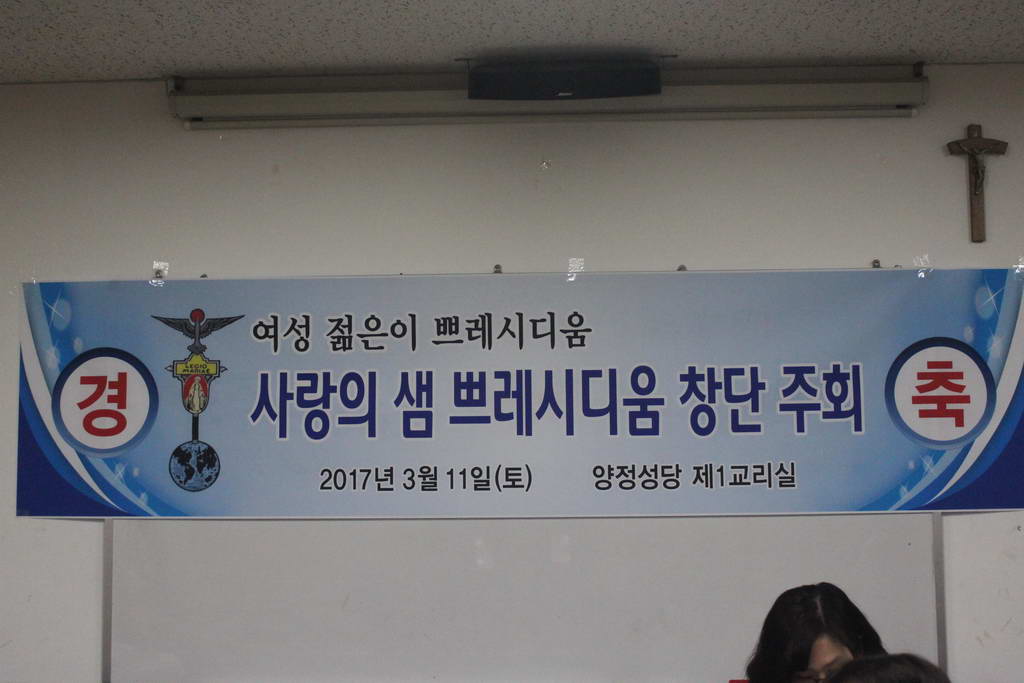 여성 젊은이 쁘레시디움
경 사랑의 샘 쁘레시디움 창단 주회 축
LEGIO
MARIAE
2017년 3월 11일(토) 양정성당 제1교리실